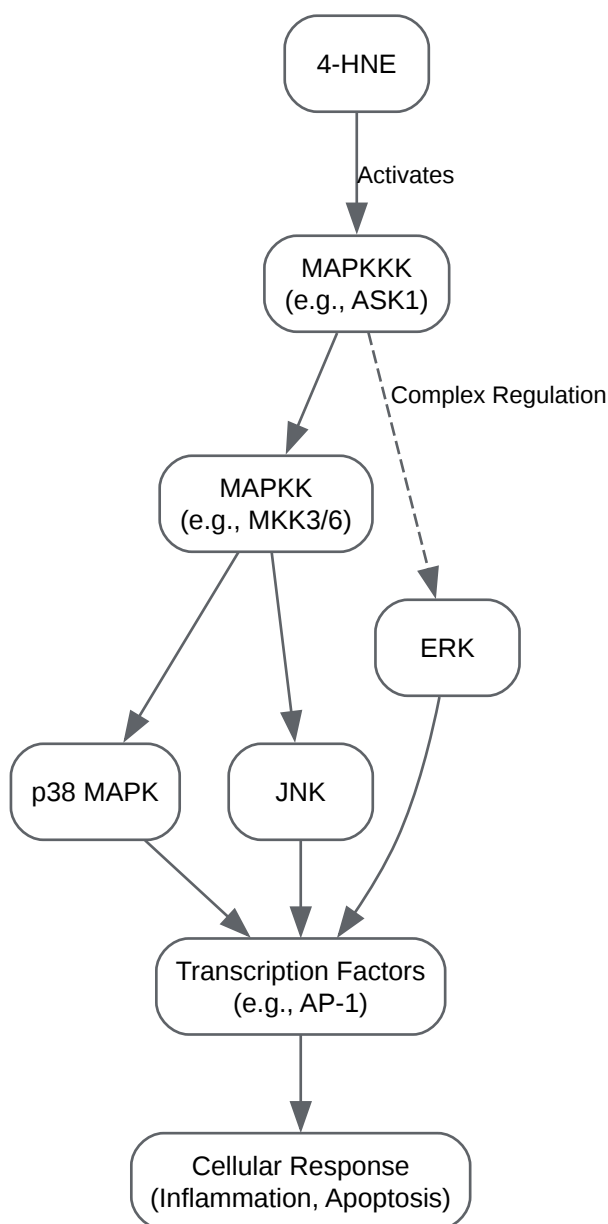 4-HNE
Activates
MAPKKK
(e.g., ASK1)
Complex Regulation
MAPKK
(e.g., MKK3/6)
ERK
p38 MAPK
JNK
Transcription Factors
(e.g., AP-1)
Cellular Response
(Inflammation, Apoptosis)